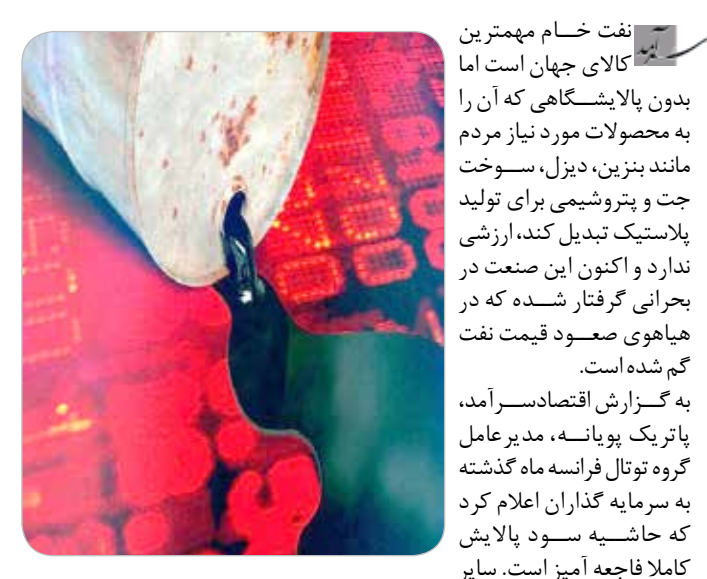 نفت خام مهمترین
کالای جهان است اما
بدون پالایشگاهی که آن را
به محصولات مورد نیاز مردم
مانند بنزین، دیزل، سوخت
جت و پتروشیمی برای تولید
پلاستیک تبدیل کند، ارزشی
ندارد و اکنون این صنعت در
بحرانی گرفتار شده که در
هیاهوی صعود قیمت نفت
گم شده است.
به گزارش اقتصادسرآمد،
پاتریک پویانه، مدیرعامل
گروه توتال فرانسه ماه گذشته
به سرمایه گذاران اعلام کرد
که حاشیه سود پالایش
کاملا فاجعه آمیز است. سایر